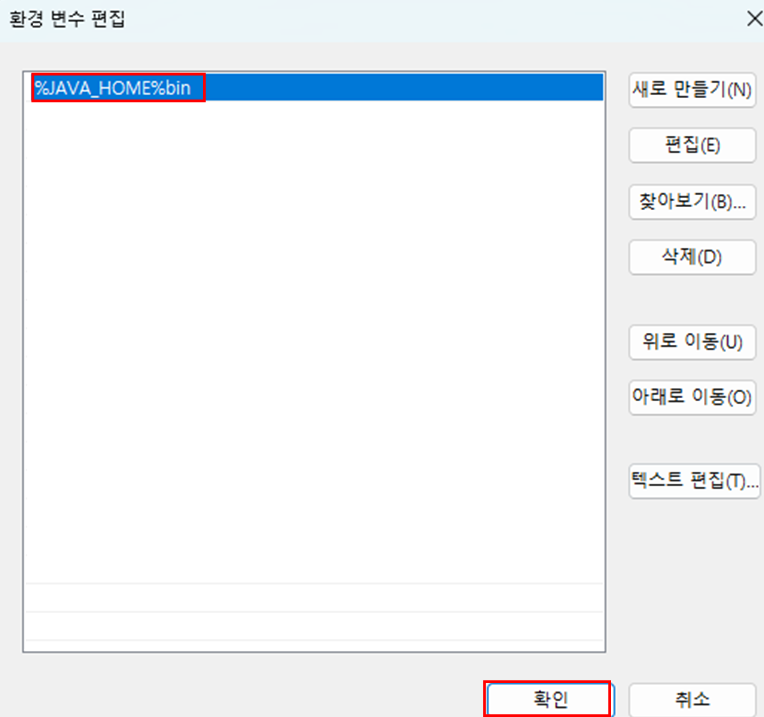 환경 변수 편집
%JAVA_HOME%bin
새로 만들기(N)
편집(E)
찾아보기(B)...
삭제(D)
위로 이동(U)
아래로 이동(O)
텍스트 편집(T)...
확인
취소